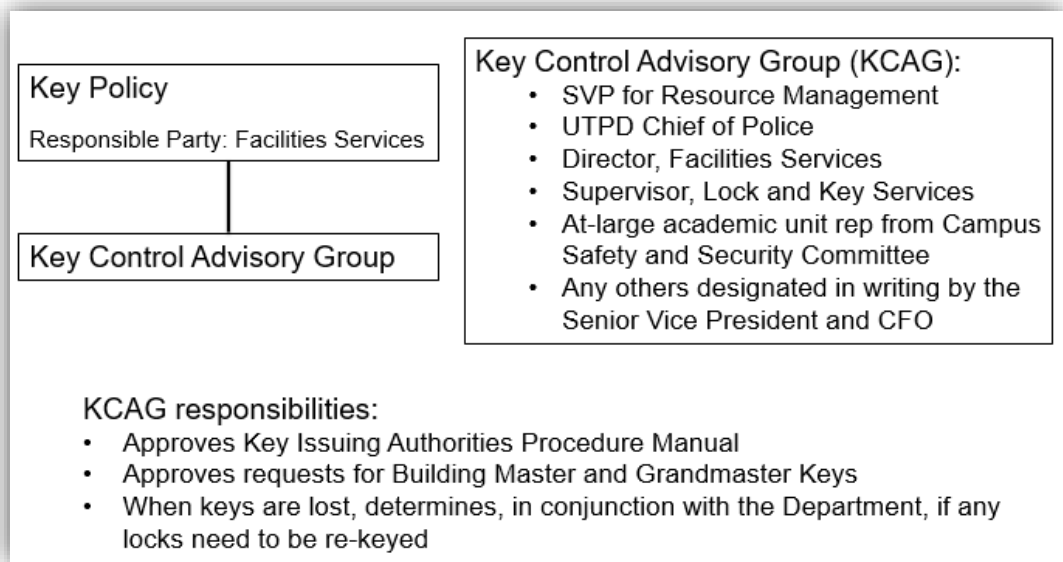 Key Policy
Responsible Party: Facilities Services
Key Control Advisory Group
Key Control Advisory Group (KCAG):
• SVP for Resource Management
• UTPD Chief of Police
• Director, Facilities Services
• Supervisor, Lock and Key Services
• At-large academic unit rep from Campus
Safety and Security Committee
• Any others designated in writing by the
Senior Vice President and CFO
KCAG responsibilities:
• Approves Key Issuing Authorities Procedure Manual
• Approves requests for Building Master and Grandmaster Keys
• When keys are lost, determines, in conjunction with the Department, if any
locks need to be re-keyed